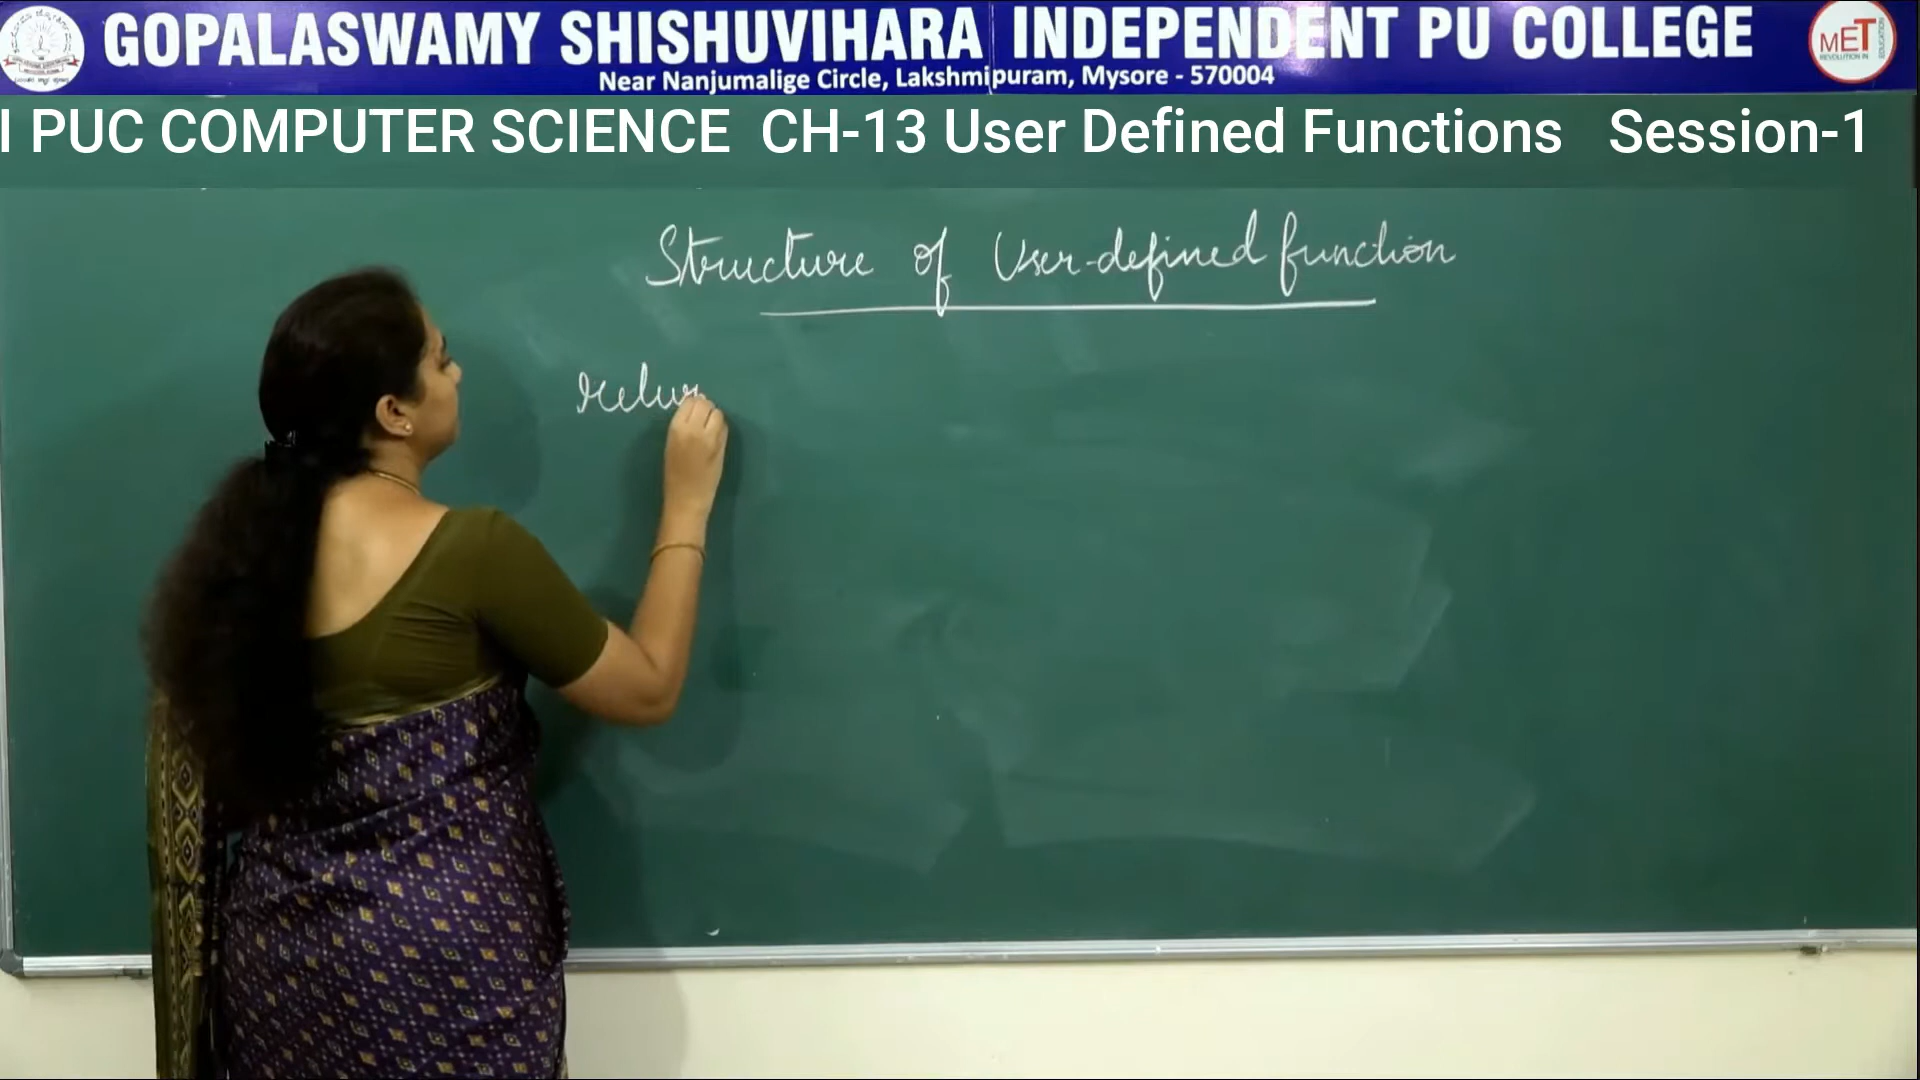 GOPALASWAMY SHISHUVIHARA INDEPENDENT PU COLLEGE
MET
Near Nanjumalige Circle, Lakshmipuram, Mysore - 570004
I PUC COMPUTER SCIENCE CH-13 User Defined Functions Session-1
Structure of User-defined function
retur